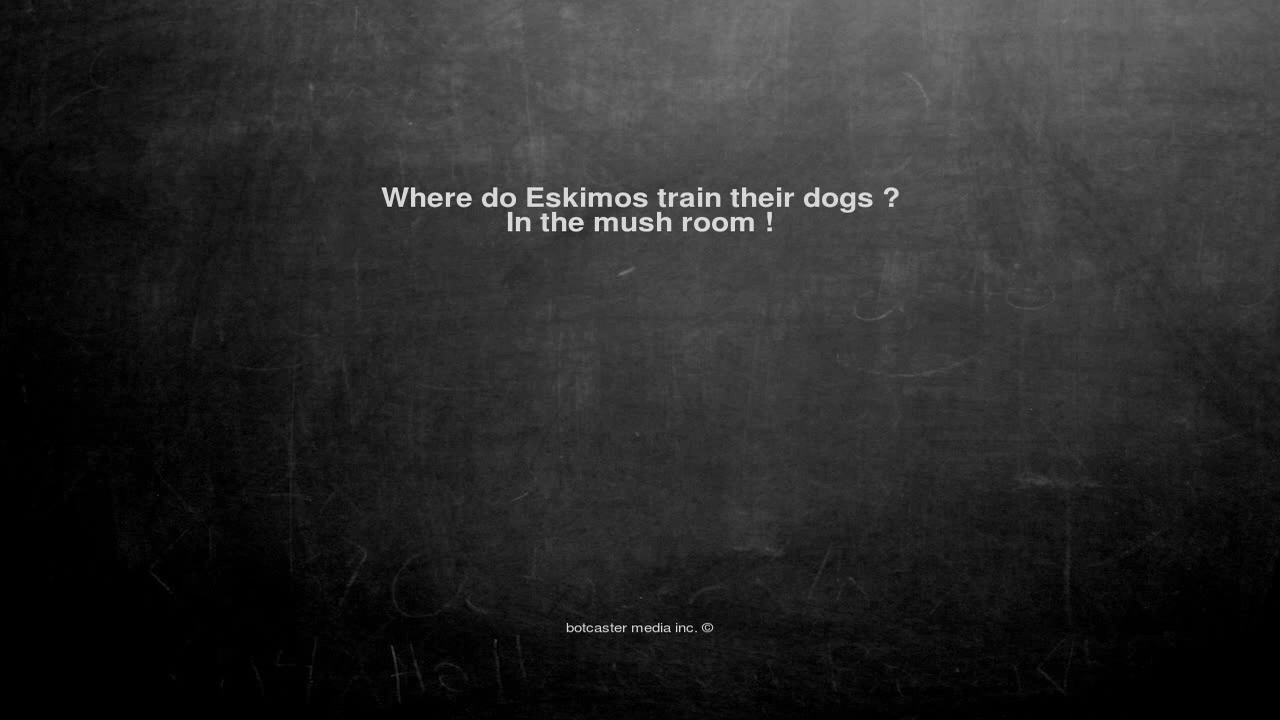 Where do Eskimos train their dogs ?
In the mush room !
botcaster media inc. ©